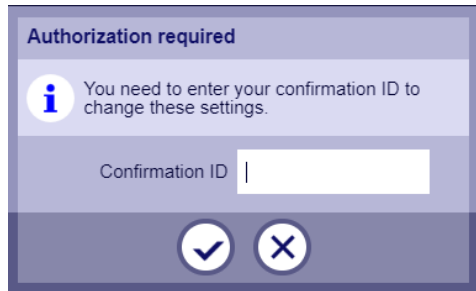 Authorization required
You need to enter your confirmation ID to
change these settings.
Confirmation ID